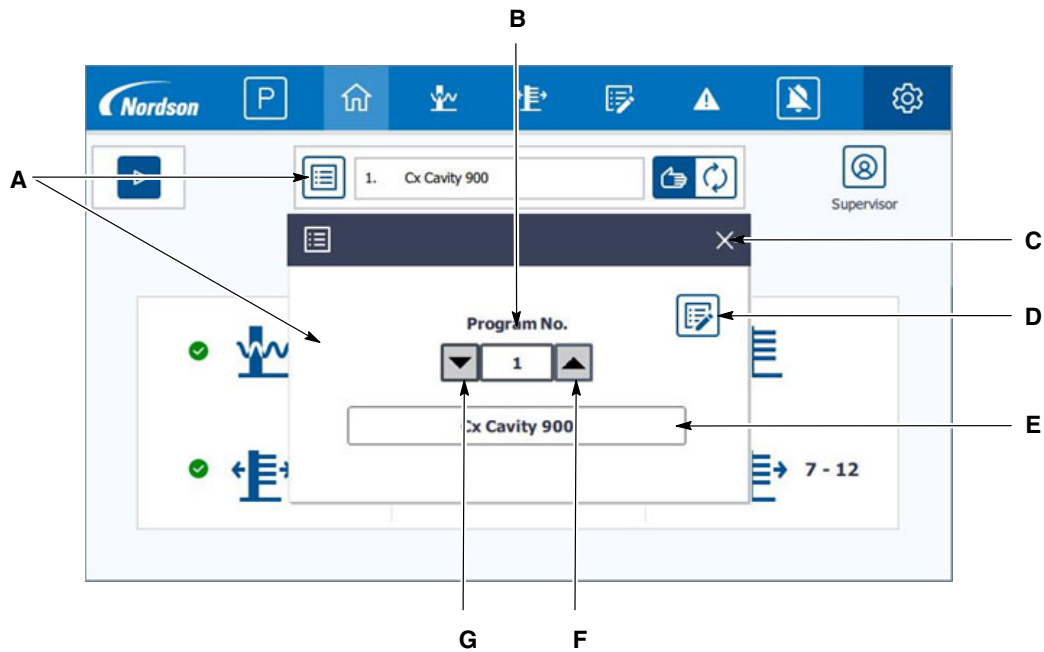 B
Nordson
P
A
1. Cx Cavity 900
Supervisor
C
D
Program No.
1
E
Cx Cavity 900
7 - 12
G
F